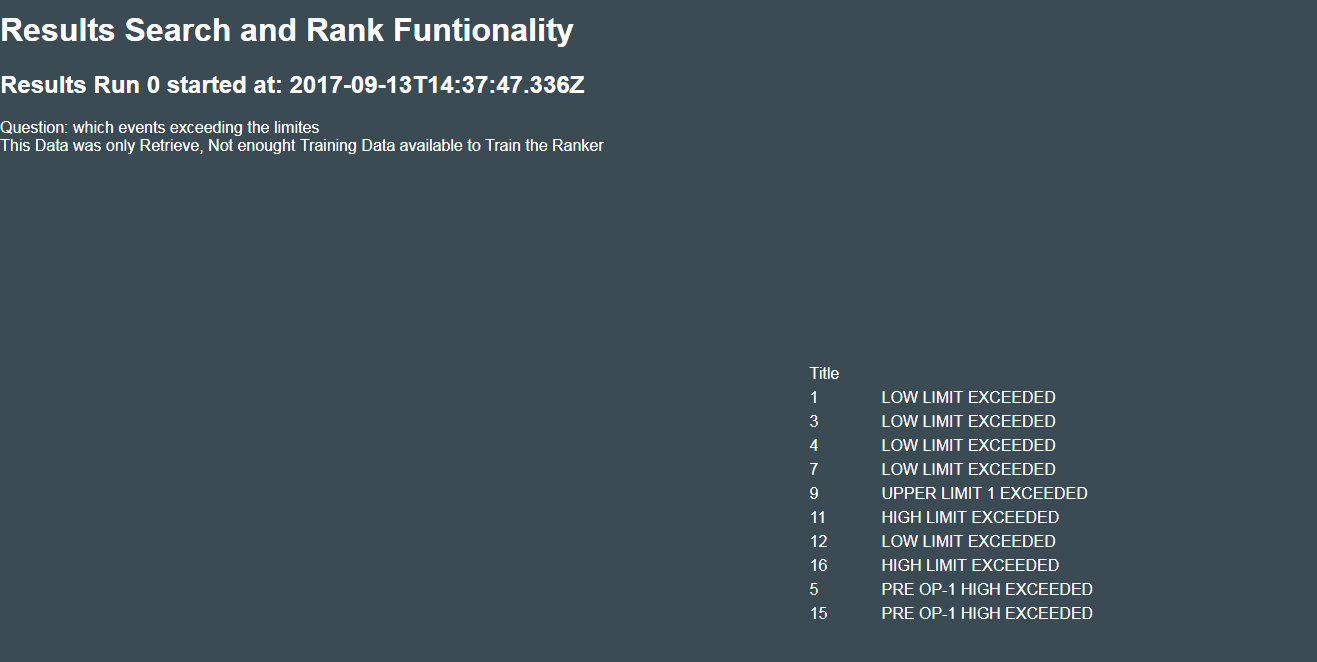 Results Search and Rank Funtionality
Results Run 0 started at: 2017-09-13T14:37:47.336Z
Question: which events exceeding the limites
This Data was only Retrieve, Not enought Training Data available to Train the Ranker
Title
1 LOW LIMIT EXCEEDED
3 LOW LIMIT EXCEEDED
4 LOW LIMIT EXCEEDED
7 LOW LIMIT EXCEEDED
9 UPPER LIMIT 1 EXCEEDED
11 HIGH LIMIT EXCEEDED
12 LOW LIMIT EXCEEDED
16 HIGH LIMIT EXCEEDED
5 PRE OP-1 HIGH EXCEEDED
15 PRE OP-1 HIGH EXCEEDED